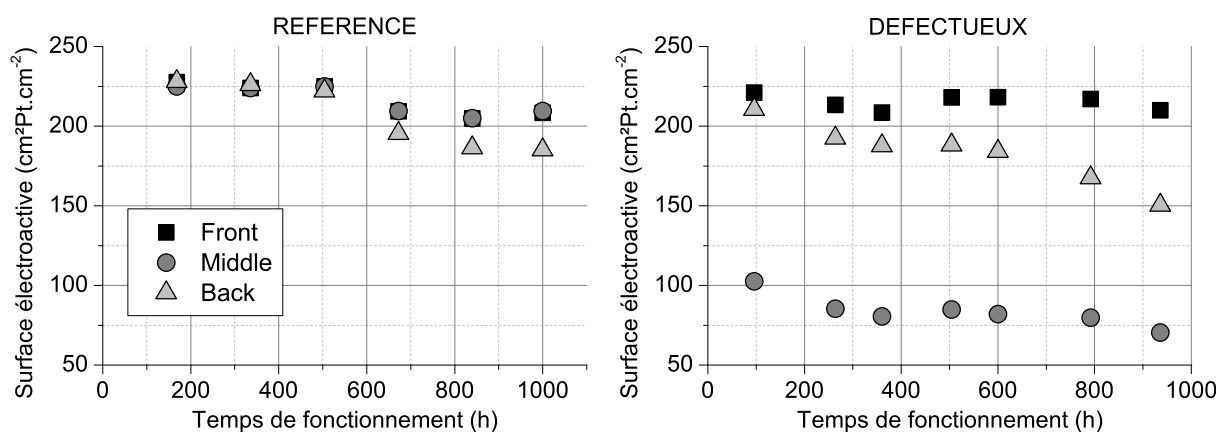 REFERENCE
Surface électroactive (cm²Pt.cm⁻²)
250
200
150
100
50
Front
Middle
Back
0 200 400 600 800 1000
Temps de fonctionnement (h)
DEFECTUEUX
Surface électroactive (cm²Pt.cm⁻²)
250
200
150
100
50
0 200 400 600 800 1000
Temps de fonctionnement (h)